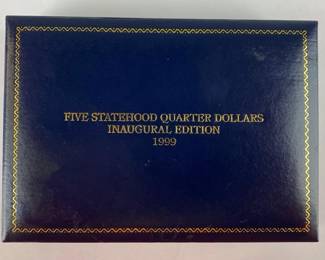 FIVE STATEHOOD QUARTER DOLLARS
INAUGURAL EDITION
1999